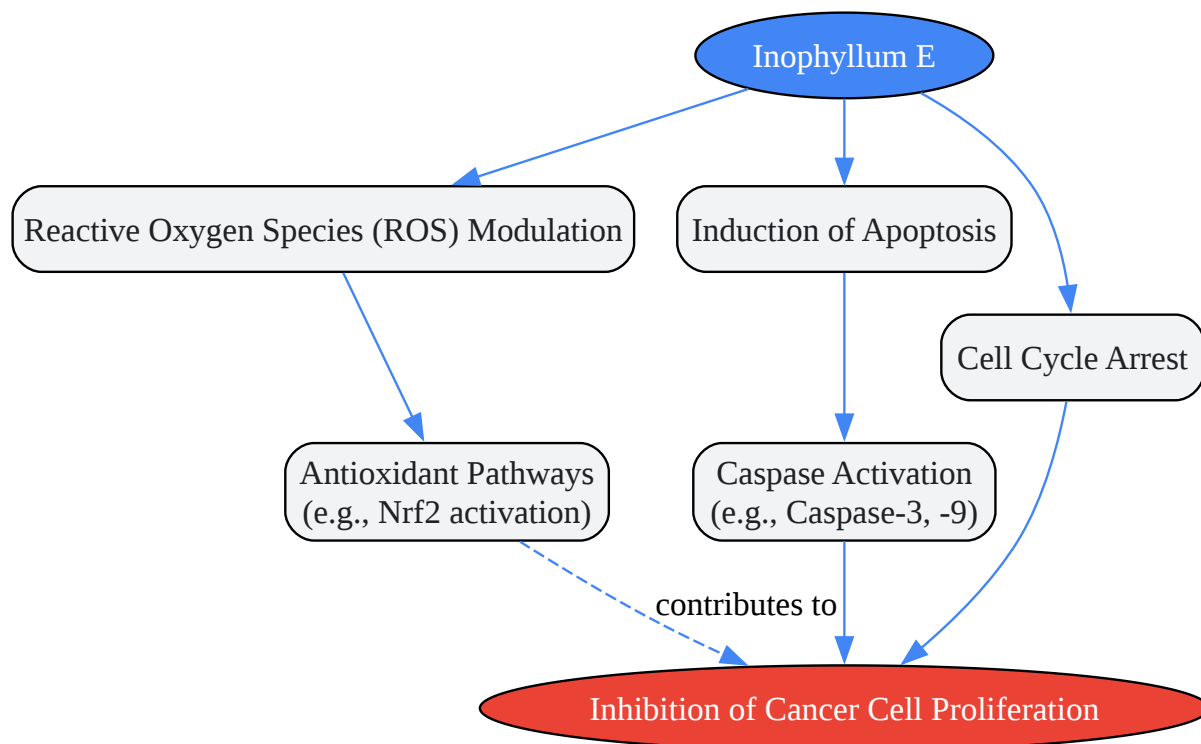 Inophyllum E
Reactive Oxygen Species (ROS) Modulation
Induction of Apoptosis
Cell Cycle Arrest
Antioxidant Pathways
(e.g., Nrf2 activation)
Caspase Activation
(e.g., Caspase-3, -9)
contributes to
Inhibition of Cancer Cell Proliferation